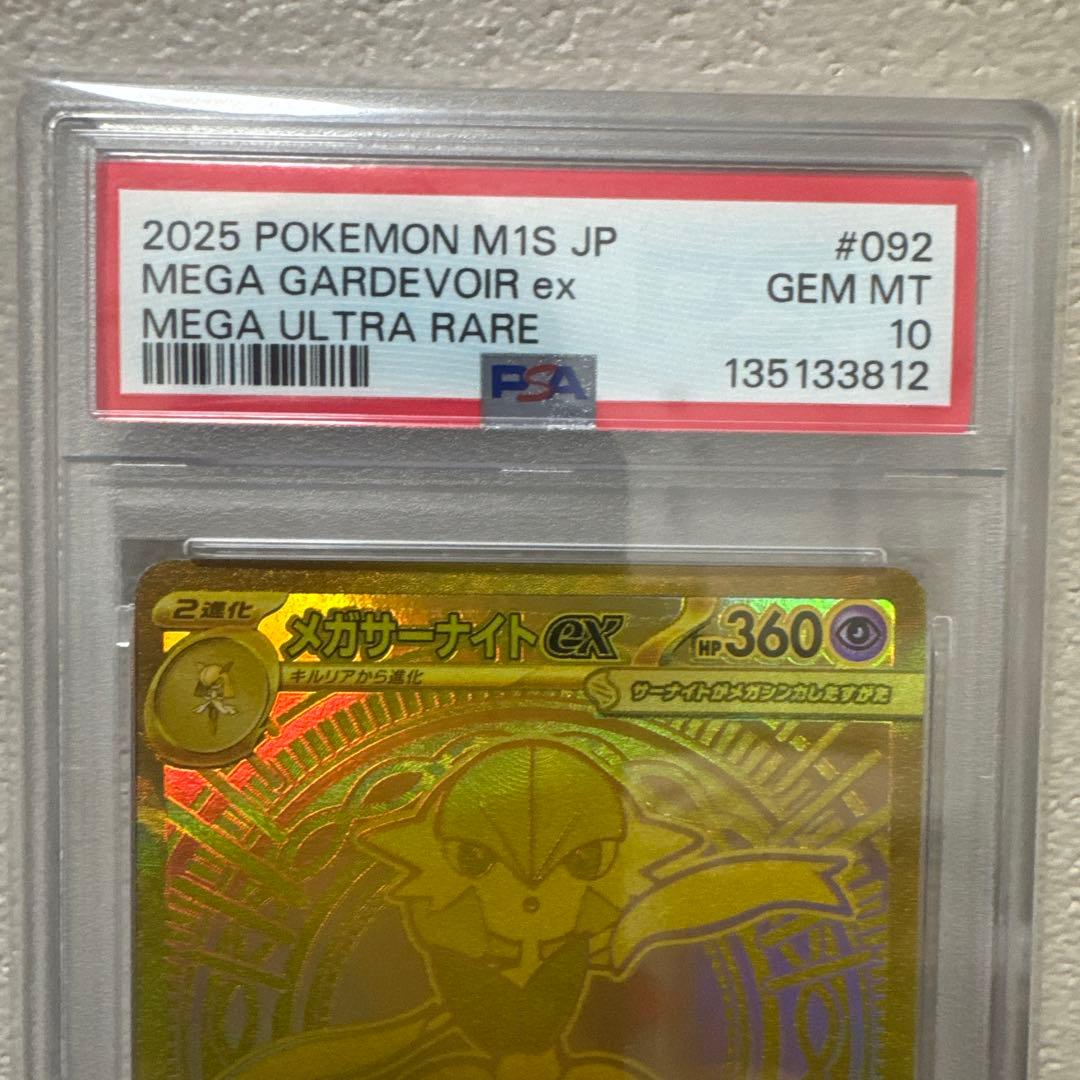 2025 POKEMON M1S JP #092
MEGA GARDEVOIR ex GEM MT
MEGA ULTRA RARE 10
PSA 135133812
2進化 メガサーナイトex HP360
キルリアから進化
サーナイトがメガシンカしたすがた